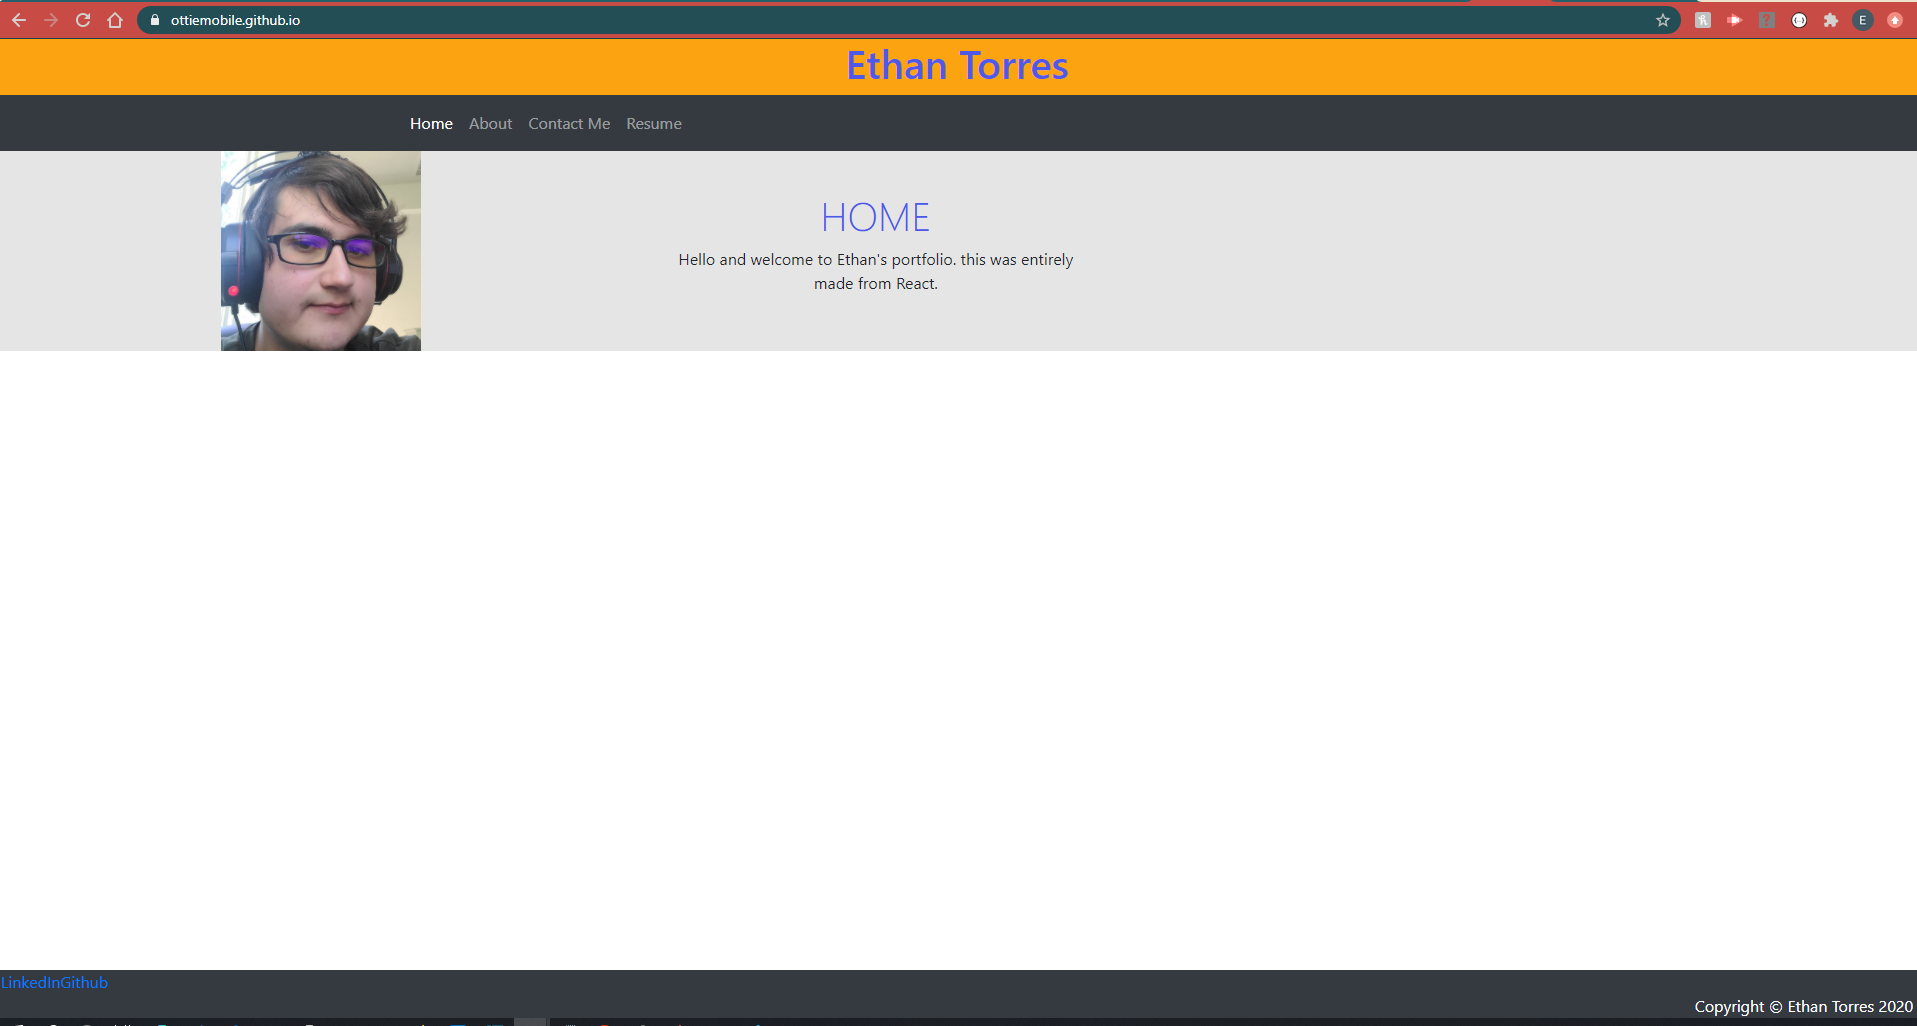 ottiemobile.github.io
E
Ethan Torres
Home About Contact Me Resume
HOME
Hello and welcome to Ethan's portfolio. this was entirely
made from React.
LinkedInGithub
Copyright © Ethan Torres 2020